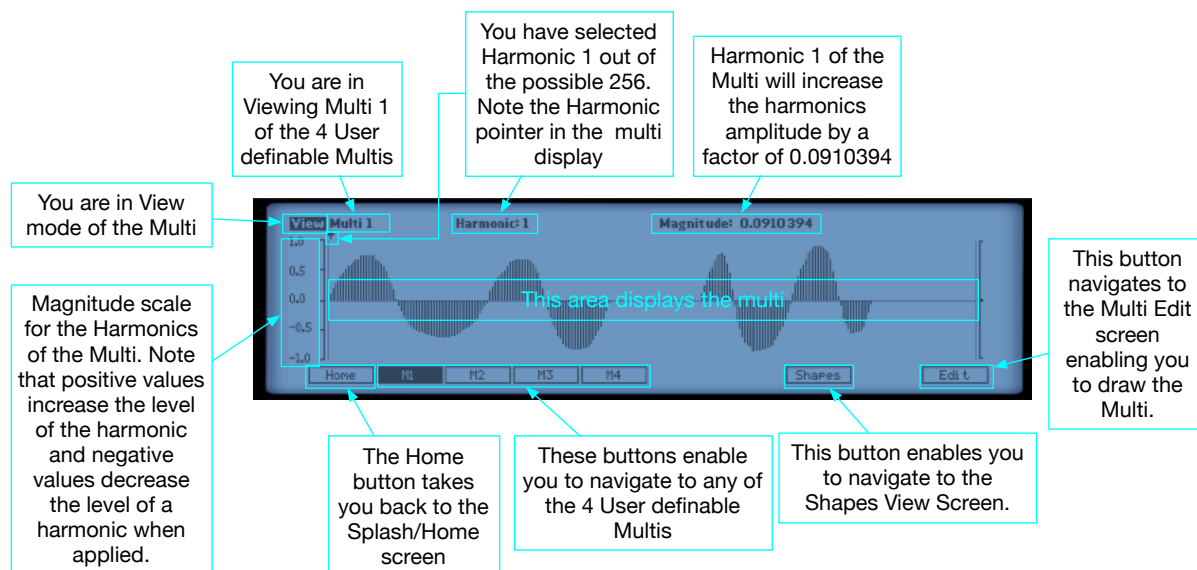 You have selected
Harmonic 1 out of
the possible 256.
Note the Harmonic
pointer in the multi
display
Harmonic 1 of the
Multi will increase
the harmonics
amplitude by a
factor of 0.0910394
You are in
Viewing Multi 1
of the 4 User
definable Multis
You are in View
mode of the Multi
View Multi 1
Harmonic: 1
Magnitude: 0.0910394
1.0
0.5
0.0
-0.5
-1.0
This area displays the multi
Home M1 M2 M3 M4 Shapes Edit
This button
navigates to
the Multi Edit
screen
enabling you
to draw the
Multi.
Magnitude scale
for the Harmonics
of the Multi. Note
that positive values
increase the level
of the harmonic
and negative
values decrease
the level of a
harmonic when
applied.
The Home
button takes
you back to the
Splash/Home
screen
These buttons enable
you to navigate to any of
the 4 User definable
Multis
This button enables you
to navigate to the
Shapes View Screen.